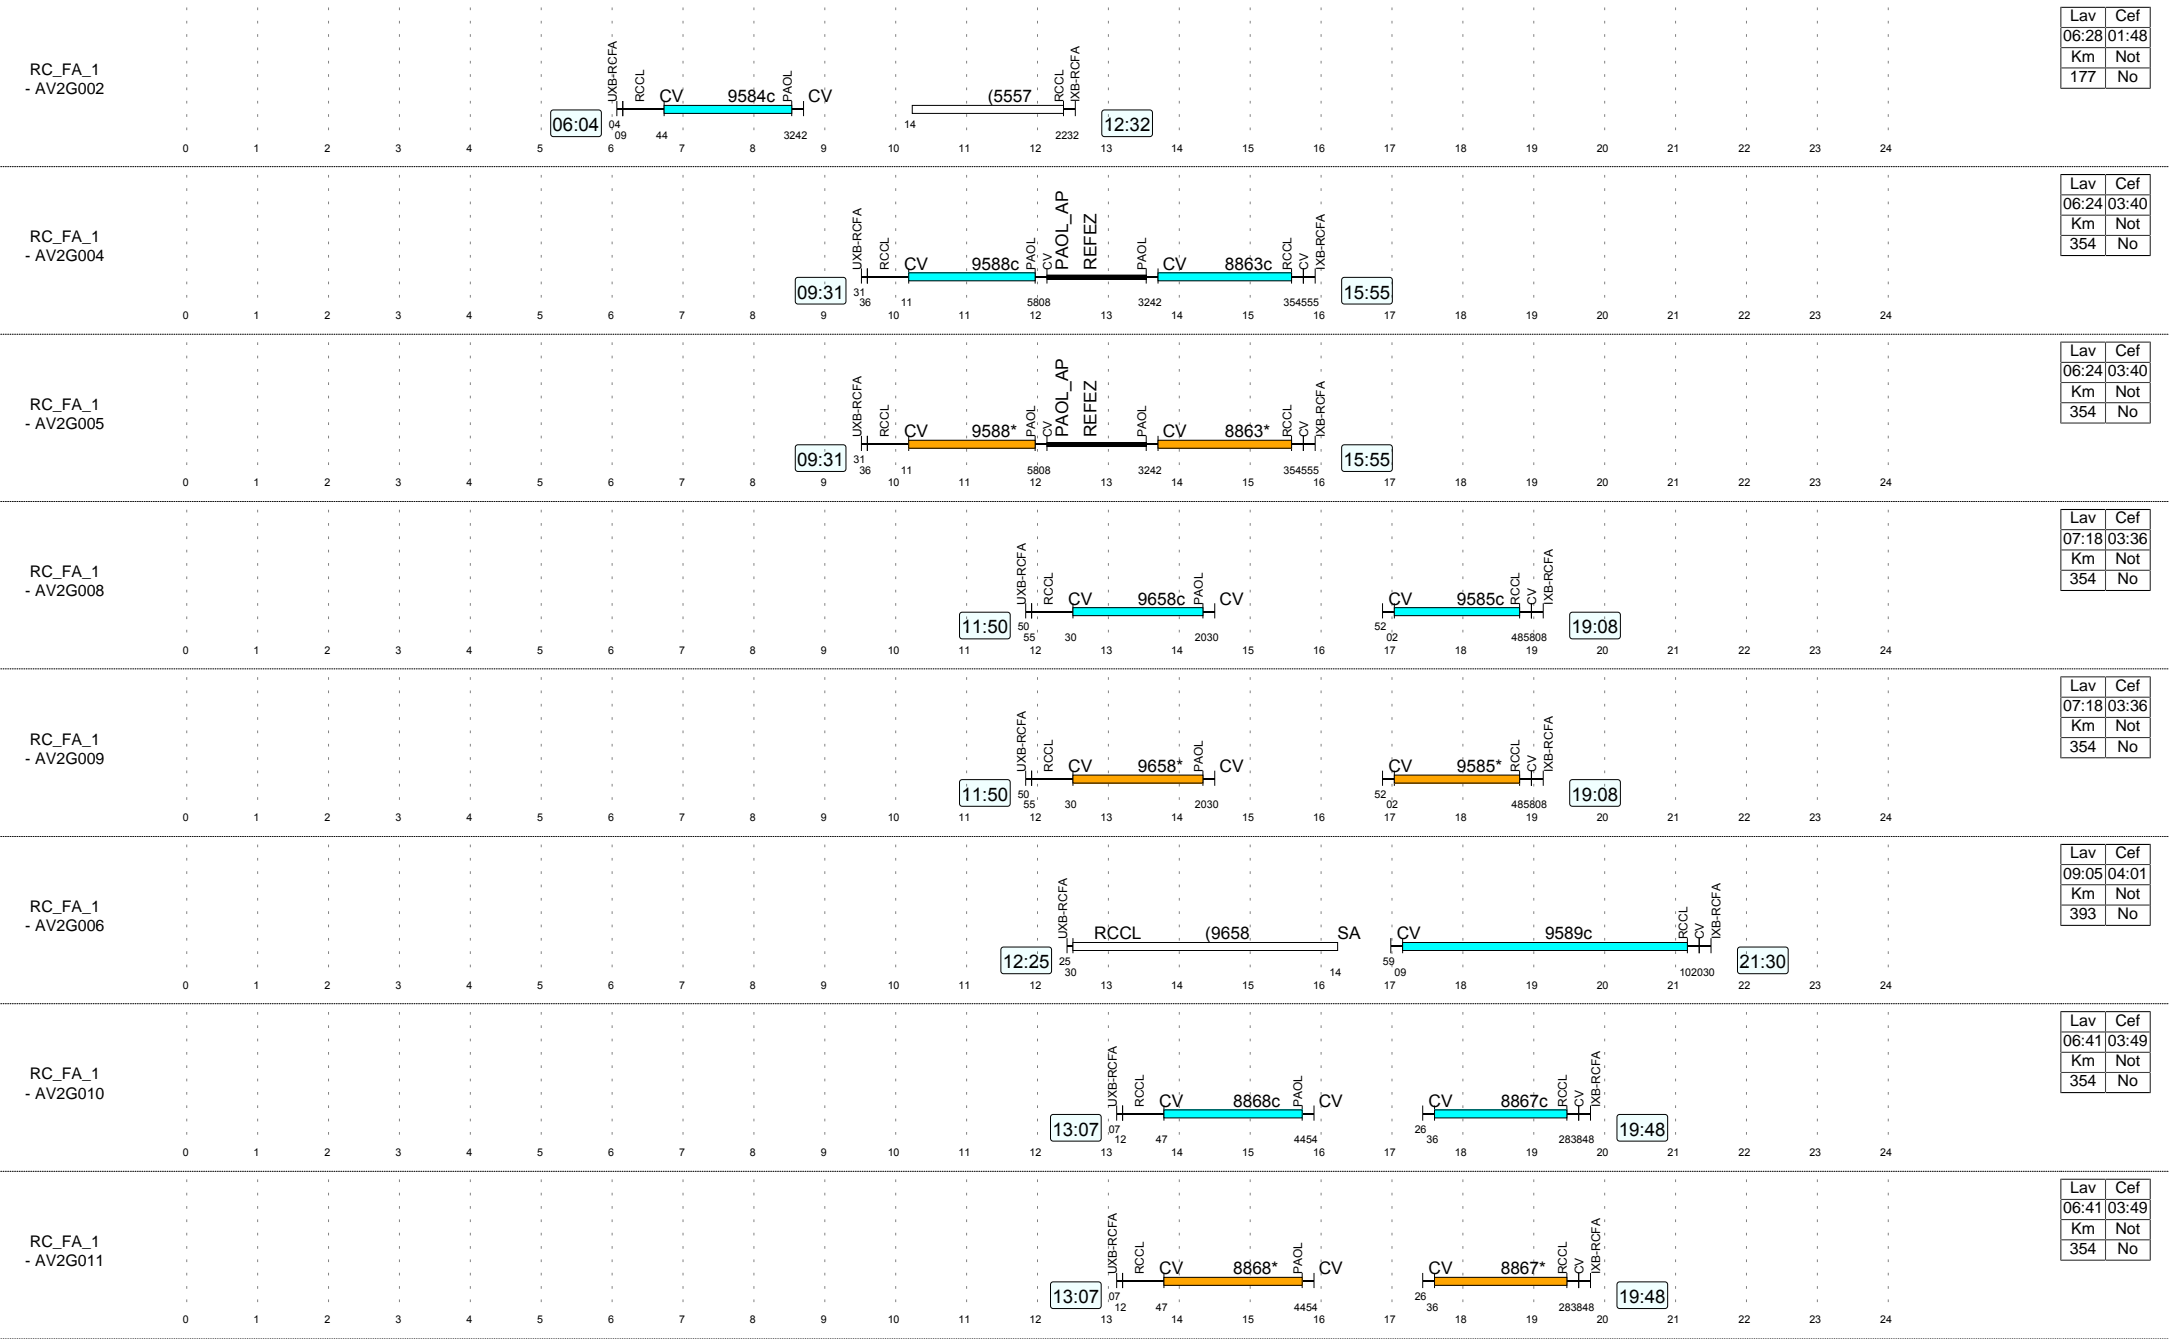 Lav Cef
06:28 01:48
Km Not
177 No
RC_FA_1
- AV2G002
UXB-RCFA RCCL PAOL RCCL IXB-RCFA
CV 9584c CV (5557
06:04 04 09 44 3242 14 2232 12:32
0 1 2 3 4 5 6 7 8 9 10 11 12 13 14 15 16 17 18 19 20 21 22 23 24
Lav Cef
06:24 03:40
Km Not
354 No
RC_FA_1
- AV2G004
UXB-RCFA RCCL PAOL CV PAOL_AP REFEZ PAOL RCCL CV IXB-RCFA
CV 9588c CV 8863c
09:31 31 36 11 5808 3242 354555 15:55
0 1 2 3 4 5 6 7 8 9 10 11 12 13 14 15 16 17 18 19 20 21 22 23 24
Lav Cef
06:24 03:40
Km Not
354 No
RC_FA_1
- AV2G005
UXB-RCFA RCCL PAOL CV PAOL_AP REFEZ PAOL RCCL CV IXB-RCFA
CV 9588* CV 8863*
09:31 31 36 11 5808 3242 354555 15:55
0 1 2 3 4 5 6 7 8 9 10 11 12 13 14 15 16 17 18 19 20 21 22 23 24
Lav Cef
07:18 03:36
Km Not
354 No
RC_FA_1
- AV2G008
UXB-RCFA RCCL PAOL RCCL CV IXB-RCFA
CV 9658c CV CV 9585c
11:50 50 55 30 2030 52 02 485808 19:08
0 1 2 3 4 5 6 7 8 9 10 11 12 13 14 15 16 17 18 19 20 21 22 23 24
Lav Cef
07:18 03:36
Km Not
354 No
RC_FA_1
- AV2G009
UXB-RCFA RCCL PAOL RCCL CV IXB-RCFA
CV 9658* CV CV 9585*
11:50 50 55 30 2030 52 02 485808 19:08
0 1 2 3 4 5 6 7 8 9 10 11 12 13 14 15 16 17 18 19 20 21 22 23 24
Lav Cef
09:05 04:01
Km Not
393 No
RC_FA_1
- AV2G006
UXB-RCFA RCCL CV IXB-RCFA
RCCL (9658 SA CV 9589c
12:25 25 30 14 59 09 102030 21:30
0 1 2 3 4 5 6 7 8 9 10 11 12 13 14 15 16 17 18 19 20 21 22 23 24
Lav Cef
06:41 03:49
Km Not
354 No
RC_FA_1
- AV2G010
UXB-RCFA RCCL PAOL RCCL CV IXB-RCFA
CV 8868c CV CV 8867c
13:07 07 12 47 4454 26 36 283848 19:48
0 1 2 3 4 5 6 7 8 9 10 11 12 13 14 15 16 17 18 19 20 21 22 23 24
Lav Cef
06:41 03:49
Km Not
354 No
RC_FA_1
- AV2G011
UXB-RCFA RCCL PAOL RCCL CV IXB-RCFA
CV 8868* CV CV 8867*
13:07 07 12 47 4454 26 36 283848 19:48
0 1 2 3 4 5 6 7 8 9 10 11 12 13 14 15 16 17 18 19 20 21 22 23 24